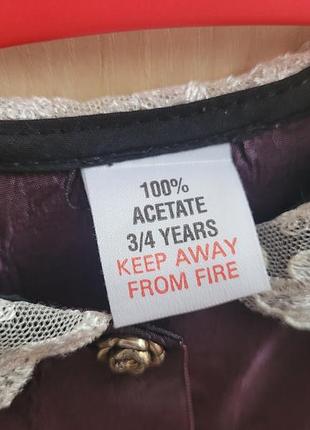 100%
ACETATE
3/4 YEARS
KEEP AWAY
FROM FIRE